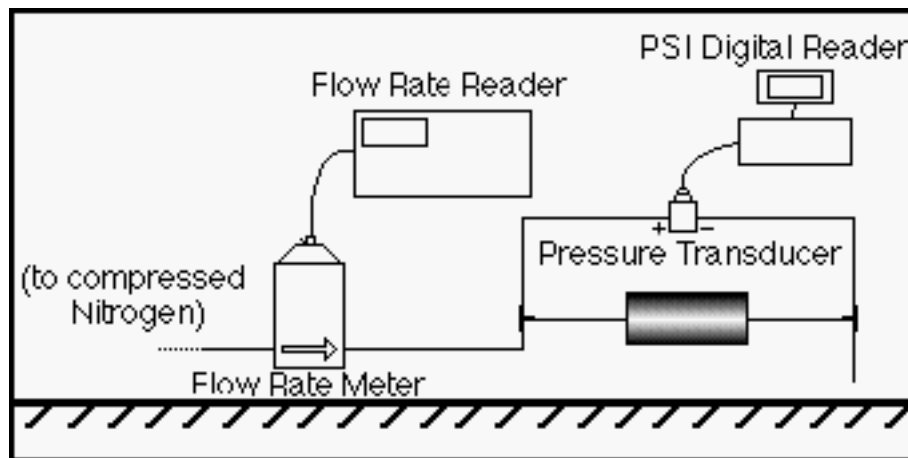 PSI Digital Reader
Flow Rate Reader
+ −
Pressure Transducer
(to compressed
Nitrogen)
Flow Rate Meter